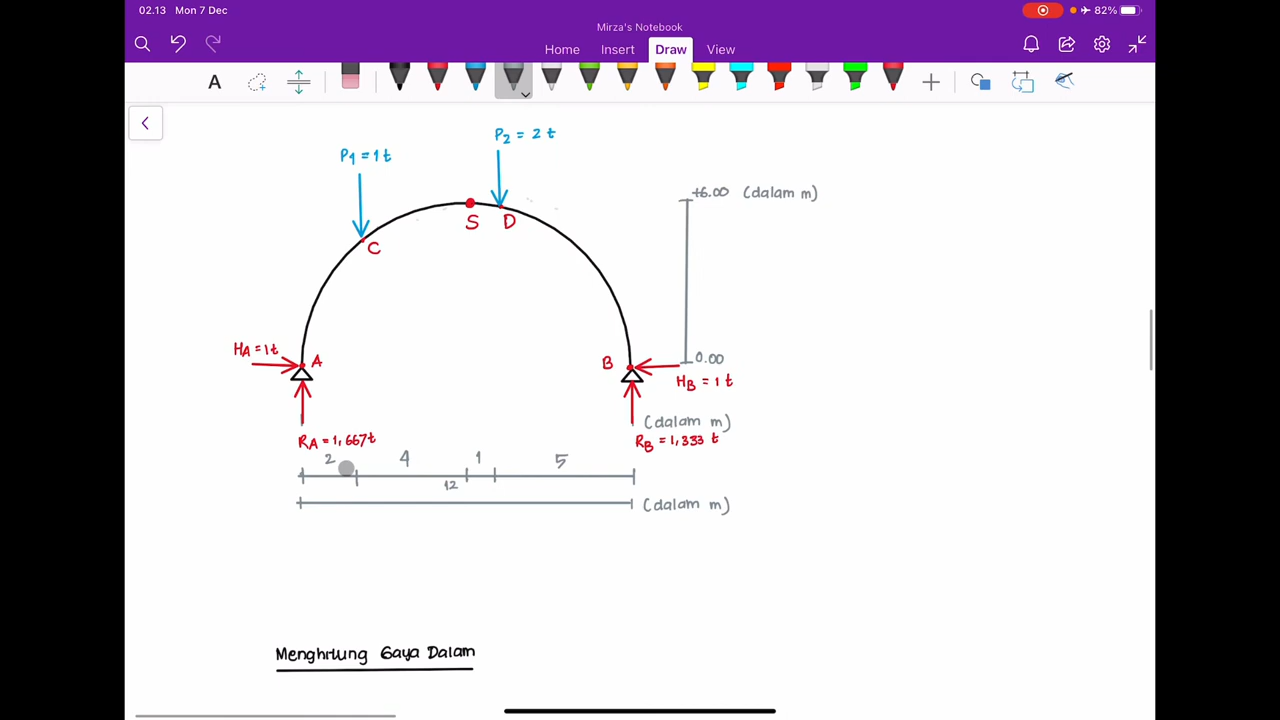 02.13 Mon 7 Dec
82%
Mirza's Notebook
Home Insert Draw View
A
P2 = 2 t
P1 = 1 t
+6.00 (dalam m)
S D
C
HA = 1t
A
B
0.00
HB = 1 t
(dalam m)
RA = 1,667t
RB = 1,333 t
2 4 1 5
12
(dalam m)
Menghitung Gaya Dalam